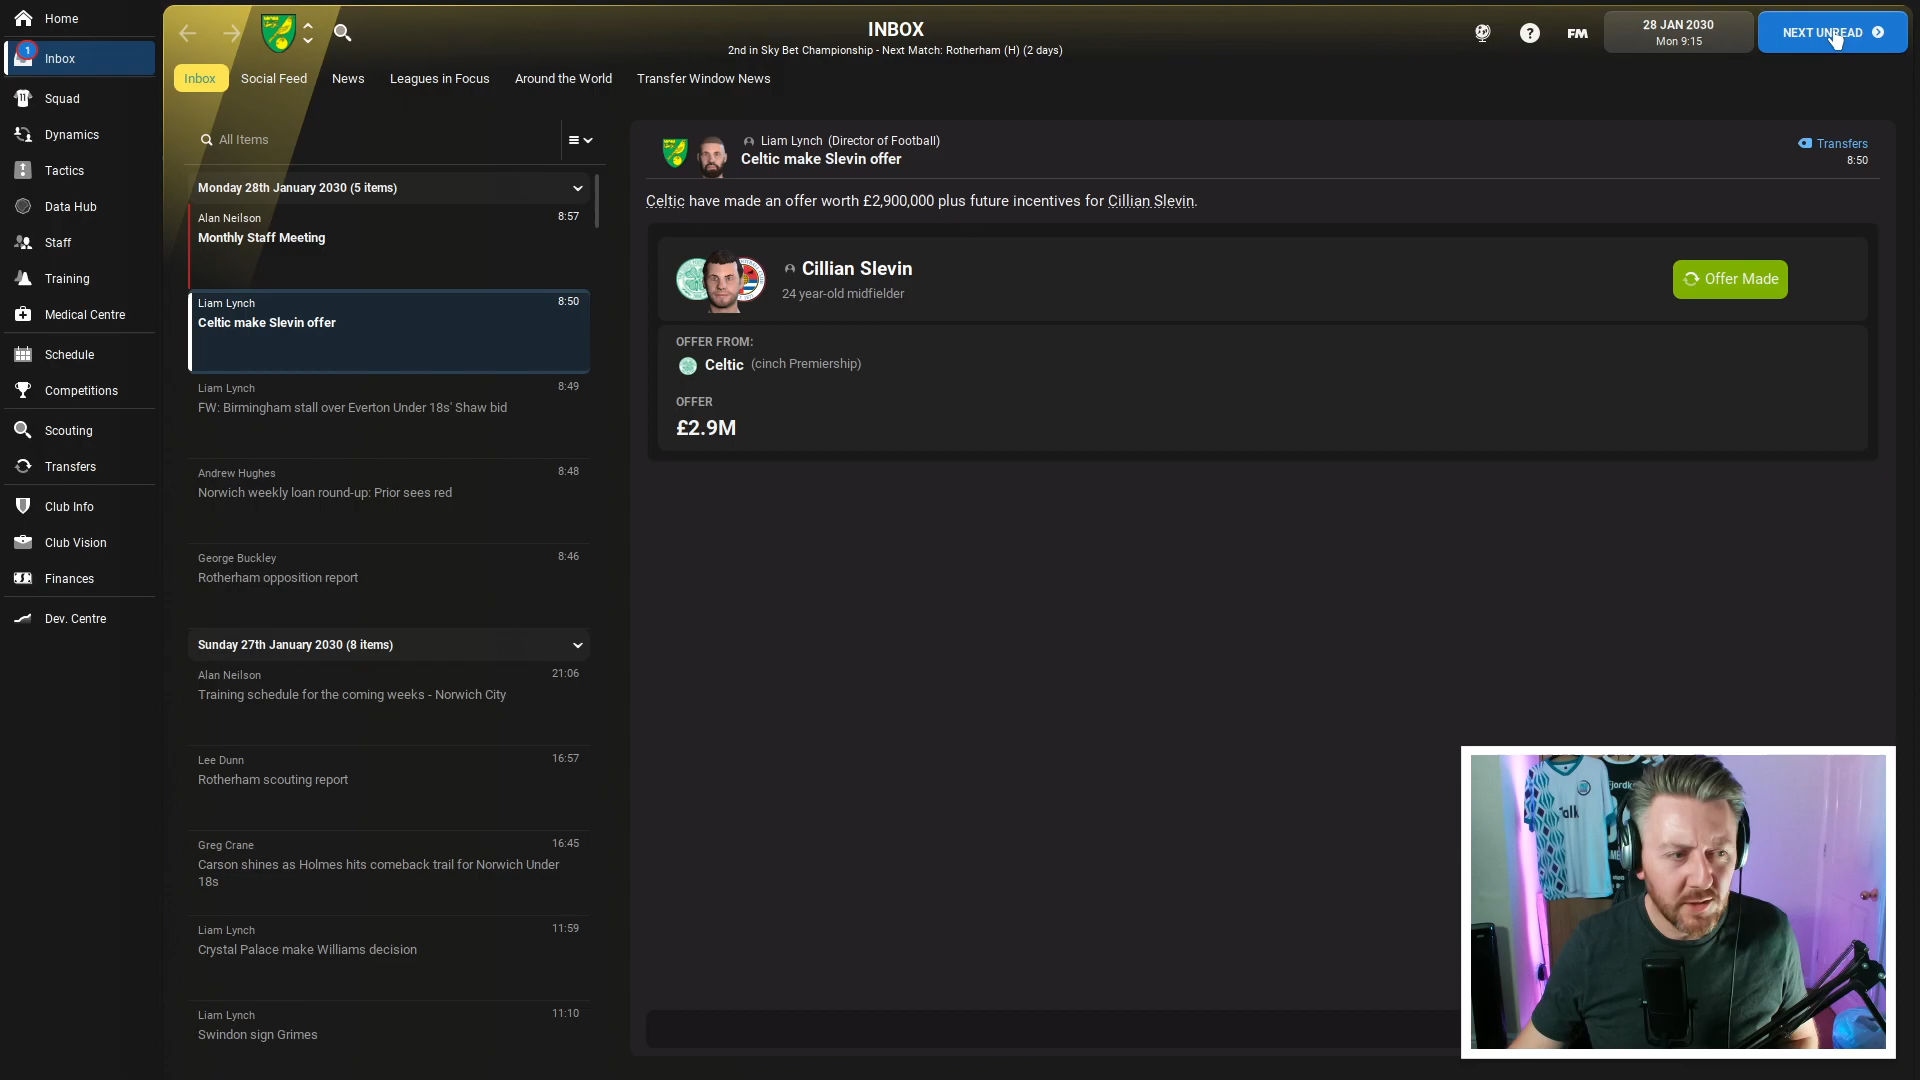 Home
1
Inbox
Squad
Dynamics
Tactics
Data Hub
Staff
Training
Medical Centre
Schedule
Competitions
Scouting
Transfers
Club Info
Club Vision
Finances
Dev. Centre
INBOX
2nd in Sky Bet Championship - Next Match: Rotherham (H) (2 days)
?
FM
28 JAN 2030
Mon 9:15
NEXT UNREAD
Inbox
Social Feed
News
Leagues in Focus
Around the World
Transfer Window News
All Items
Monday 28th January 2030 (5 items)
Alan Neilson 8:57
Monthly Staff Meeting
Liam Lynch 8:50
Celtic make Slevin offer
Liam Lynch 8:49
FW: Birmingham stall over Everton Under 18s' Shaw bid
Andrew Hughes 8:48
Norwich weekly loan round-up: Prior sees red
George Buckley 8:46
Rotherham opposition report
Sunday 27th January 2030 (8 items)
Alan Neilson 21:06
Training schedule for the coming weeks - Norwich City
Lee Dunn 16:57
Rotherham scouting report
Greg Crane 16:45
Carson shines as Holmes hits comeback trail for Norwich Under
18s
Liam Lynch 11:59
Crystal Palace make Williams decision
Liam Lynch 11:10
Swindon sign Grimes
Liam Lynch (Director of Football)
Celtic make Slevin offer
Transfers
8:50
Celtic have made an offer worth £2,900,000 plus future incentives for Cillian Slevin.
Cillian Slevin
24 year-old midfielder
Offer Made
OFFER FROM:
Celtic (cinch Premiership)
OFFER
£2.9M
Talk